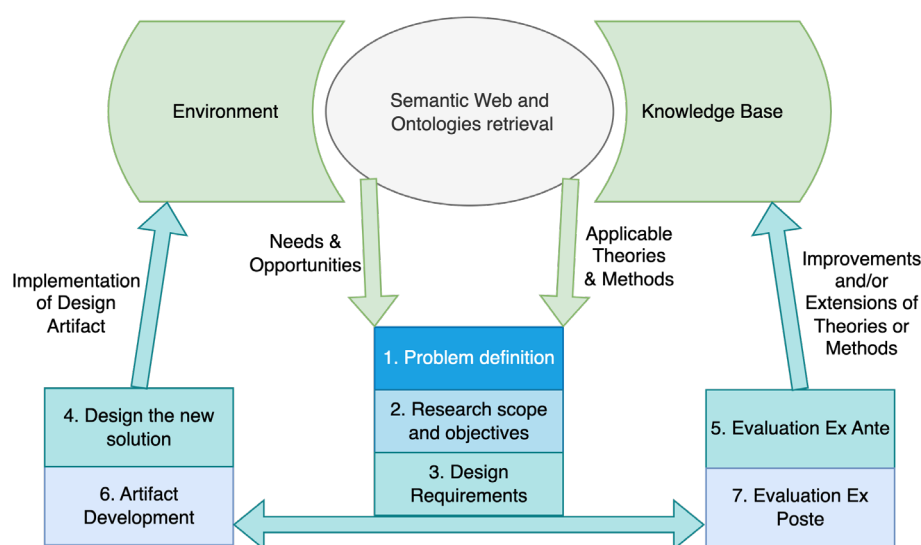 Environment
Semantic Web and
Ontologies retrieval
Knowledge Base
Needs &
Opportunities
Applicable
Theories
& Methods
Implementation
of Design
Artifact
Improvements
and/or
Extensions of
Theories or
Methods
1. Problem definition
2. Research scope
and objectives
3. Design
Requirements
4. Design the new
solution
6. Artifact
Development
5. Evaluation Ex Ante
7. Evaluation Ex
Poste